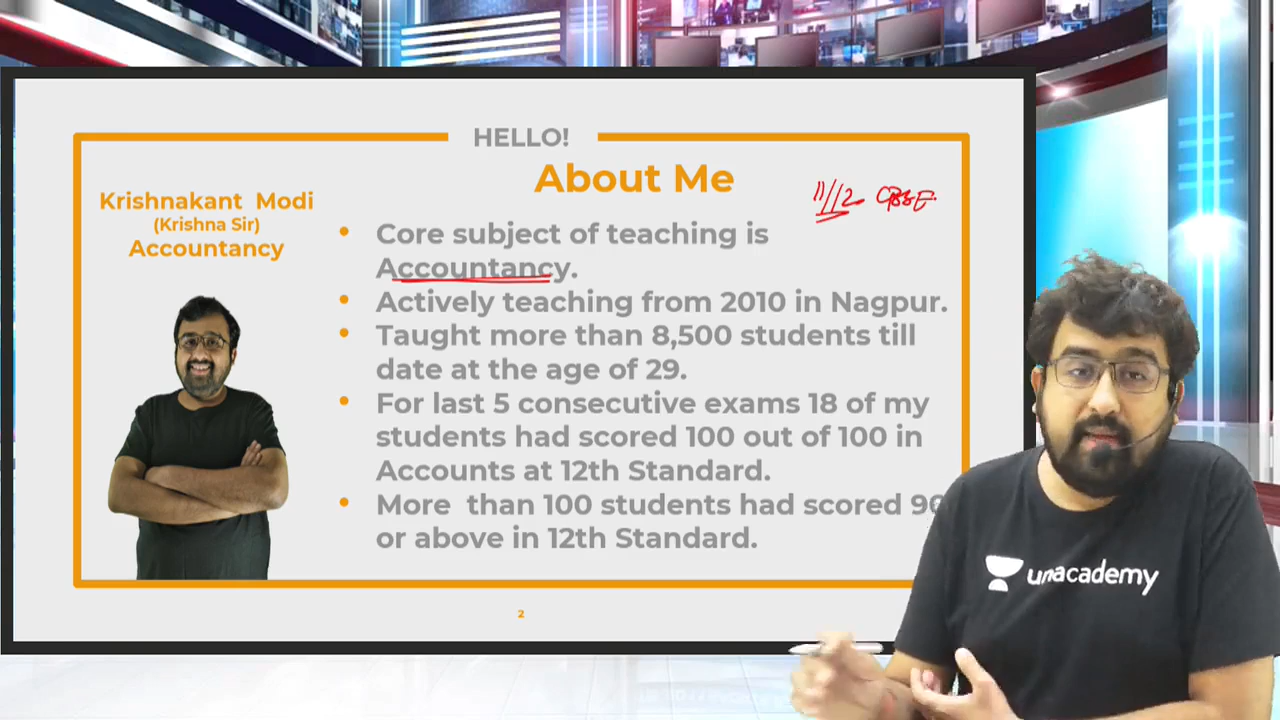 HELLO!
About Me
Krishnakant Modi
(Krishna Sir)
Accountancy
11/12 CBSE
• Core subject of teaching is
Accountancy.
• Actively teaching from 2010 in Nagpur.
• Taught more than 8,500 students till
date at the age of 29.
• For last 5 consecutive exams 18 of my
students had scored 100 out of 100 in
Accounts at 12th Standard.
• More than 100 students had scored 90
or above in 12th Standard.
2
unacademy